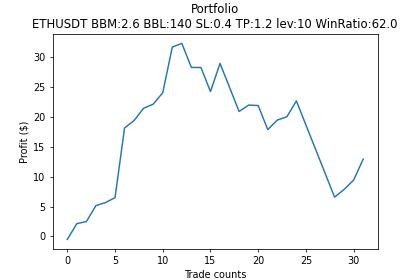 Portfolio
ETHUSDT BBM:2.6 BBL:140 SL:0.4 TP:1.2 lev:10 WinRatio:62.0
Profit ($)
30
25
20
15
10
5
0
0 5 10 15 20 25 30
Trade counts